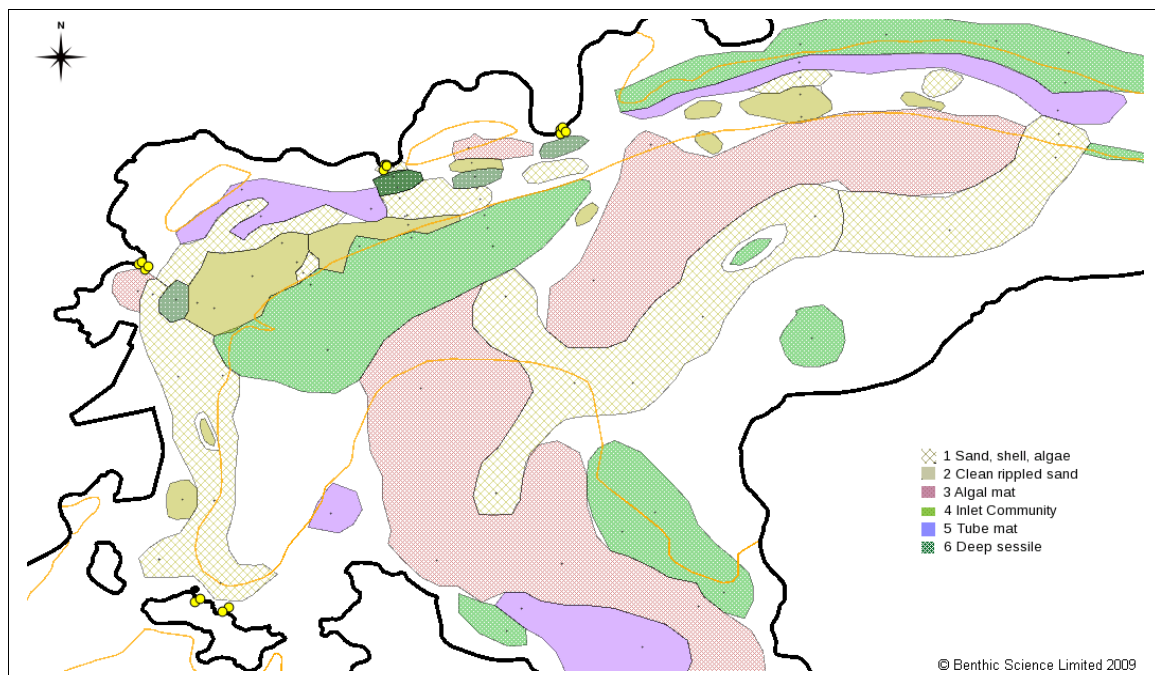 N
1 Sand, shell, algae
2 Clean rippled sand
3 Algal mat
4 Inlet Community
5 Tube mat
6 Deep sessile
© Benthic Science Limited 2009